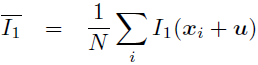 $\overline{I_1} = \frac{1}{N} \sum_i I_1(\boldsymbol{x}_i + \boldsymbol{u})$